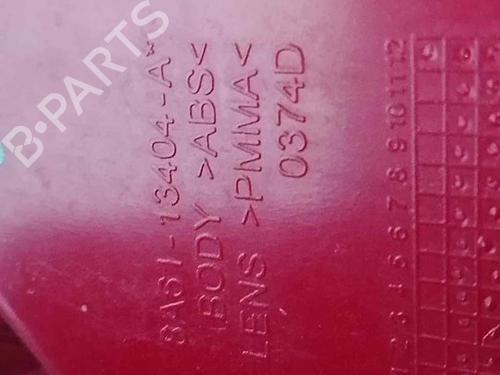 8A61-13404-A*
BODY >ABS<
LENS >PMMA<
0374D
1 2 3 4 5 6 7 8 9 10 11 12
B-PARTS